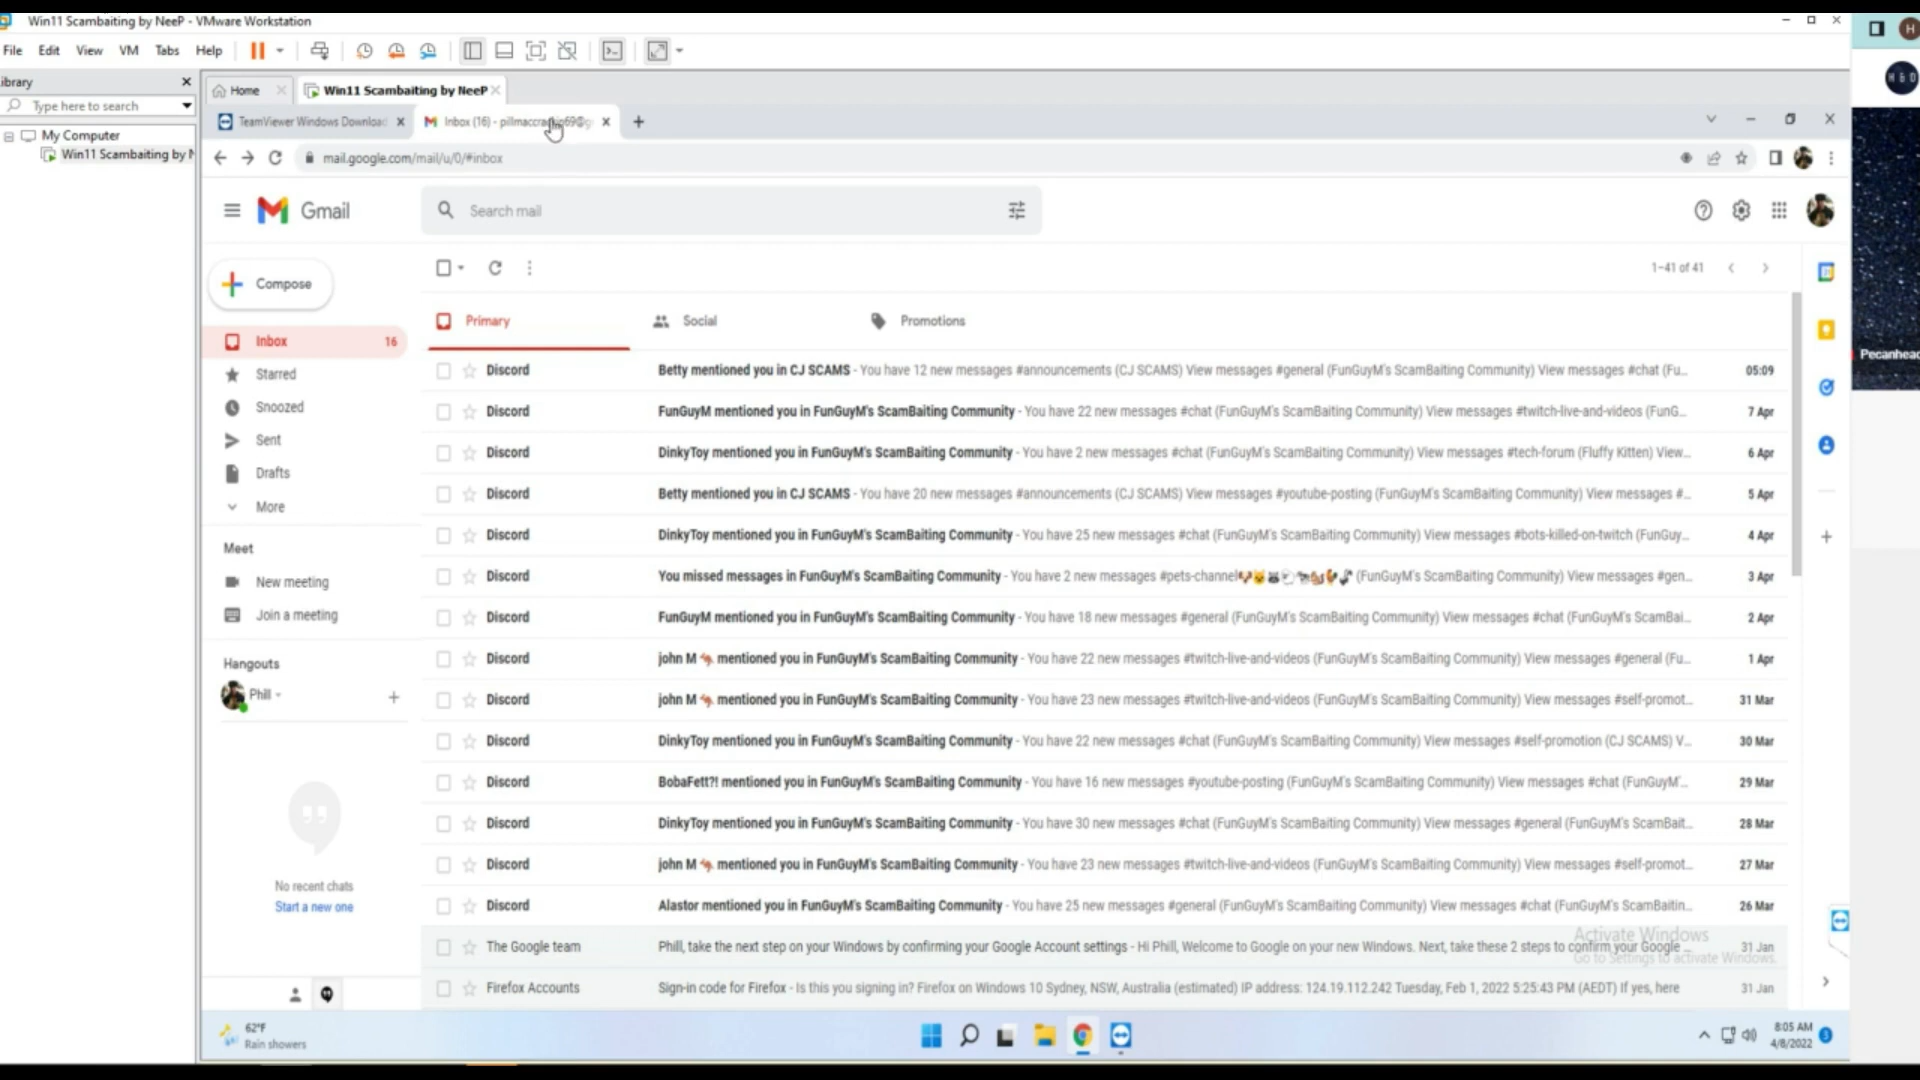 Win11 Scambaiting by NeeP - VMware Workstation
File Edit View VM Tabs Help
ibrary
Type here to search
My Computer
Win11 Scambaiting by N
Home
Win11 Scambaiting by NeeP
TeamViewer Windows Download
Inbox (16) -
mail.google.com/mail/u/0/#inbox
Gmail
Search mail
Compose
Inbox 16
Starred
Snoozed
Sent
Drafts
More
Meet
New meeting
Join a meeting
Hangouts
Phill
No recent chats
Start a new one
1-41 of 41
Primary Social Promotions
Discord Betty mentioned you in CJ SCAMS - You have 12 new messages #announcements (CJ SCAMS) View messages #general (FunGuyM's ScamBaiting Community) View messages #chat (Fu... 05:09
Discord FunGuyM mentioned you in FunGuyM's ScamBaiting Community - You have 22 new messages #chat (FunGuyM's ScamBaiting Community) View messages #twitch-live-and-videos (FunG... 7 Apr
Discord DinkyToy mentioned you in FunGuyM's ScamBaiting Community - You have 2 new messages #chat (FunGuyM's ScamBaiting Community) View messages #tech-forum (Fluffy Kitten) View... 6 Apr
Discord Betty mentioned you in CJ SCAMS - You have 20 new messages #announcements (CJ SCAMS) View messages #youtube-posting (FunGuyM's ScamBaiting Community) View messages #... 5 Apr
Discord DinkyToy mentioned you in FunGuyM's ScamBaiting Community - You have 25 new messages #chat (FunGuyM's ScamBaiting Community) View messages #bots-killed-on-twitch (FunGuy... 4 Apr
Discord You missed messages in FunGuyM's ScamBaiting Community - You have 2 new messages #pets-channel (FunGuyM's ScamBaiting Community) View messages #gen... 3 Apr
Discord FunGuyM mentioned you in FunGuyM's ScamBaiting Community - You have 18 new messages #general (FunGuyM's ScamBaiting Community) View messages #chat (FunGuyM's ScamBai... 2 Apr
Discord john M mentioned you in FunGuyM's ScamBaiting Community - You have 22 new messages #twitch-live-and-videos (FunGuyM's ScamBaiting Community) View messages #general (Fu... 1 Apr
Discord john M mentioned you in FunGuyM's ScamBaiting Community - You have 23 new messages #twitch-live-and-videos (FunGuyM's ScamBaiting Community) View messages #self-promot... 31 Mar
Discord DinkyToy mentioned you in FunGuyM's ScamBaiting Community - You have 22 new messages #chat (FunGuyM's ScamBaiting Community) View messages #self-promotion (CJ SCAMS) V... 30 Mar
Discord BobaFett?! mentioned you in FunGuyM's ScamBaiting Community - You have 16 new messages #youtube-posting (FunGuyM's ScamBaiting Community) View messages #chat (FunGuyM'... 29 Mar
Discord DinkyToy mentioned you in FunGuyM's ScamBaiting Community - You have 30 new messages #chat (FunGuyM's ScamBaiting Community) View messages #general (FunGuyM's ScamBait... 28 Mar
Discord john M mentioned you in FunGuyM's ScamBaiting Community - You have 23 new messages #twitch-live-and-videos (FunGuyM's ScamBaiting Community) View messages #self-promot... 27 Mar
Discord Alastor mentioned you in FunGuyM's ScamBaiting Community - You have 25 new messages #general (FunGuyM's ScamBaiting Community) View messages #chat (FunGuyM's ScamBaitin... 26 Mar
The Google team Phill, take the next step on your Windows by confirming your Google Account settings - Hi Phill, Welcome to Google on your new Windows. Next, take these 2 steps to confirm your Google ... 31 Jan
Firefox Accounts Sign-in code for Firefox - Is this you signing in? Firefox on Windows 10 Sydney, NSW, Australia (estimated) IP address: 124.19.112.242 Tuesday, Feb 1, 2022 5:25:43 PM (AEDT) If yes, here 31 Jan
Activate Windows
Go to Settings to activate Windows.
62°F
Rain showers
8:05 AM
4/8/2022
H
H & D
Pecanhead